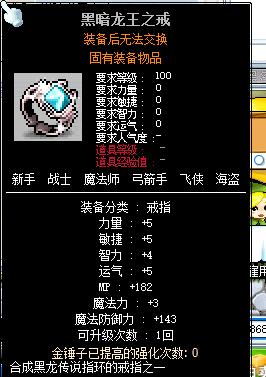 黑暗龙王之戒
装备后无法交换
固有装备物品
要求等级： 100
要求力量： 0
要求敏捷： 0
要求智力： 0
要求运气： 0
要求人气度： -
道具等级： -
道具经验值： -
新手 战士 魔法师 弓箭手 飞侠 海盗
装备分类 : 戒指
力量 : +5
敏捷 : +5
智力 : +4
运气 : +5
MP : +182
魔法力 : +3
魔法防御力 : +143
可升级次数 : 1回
金锤子已提高的强化次数: 0
合成黑龙传说指环的戒指之一